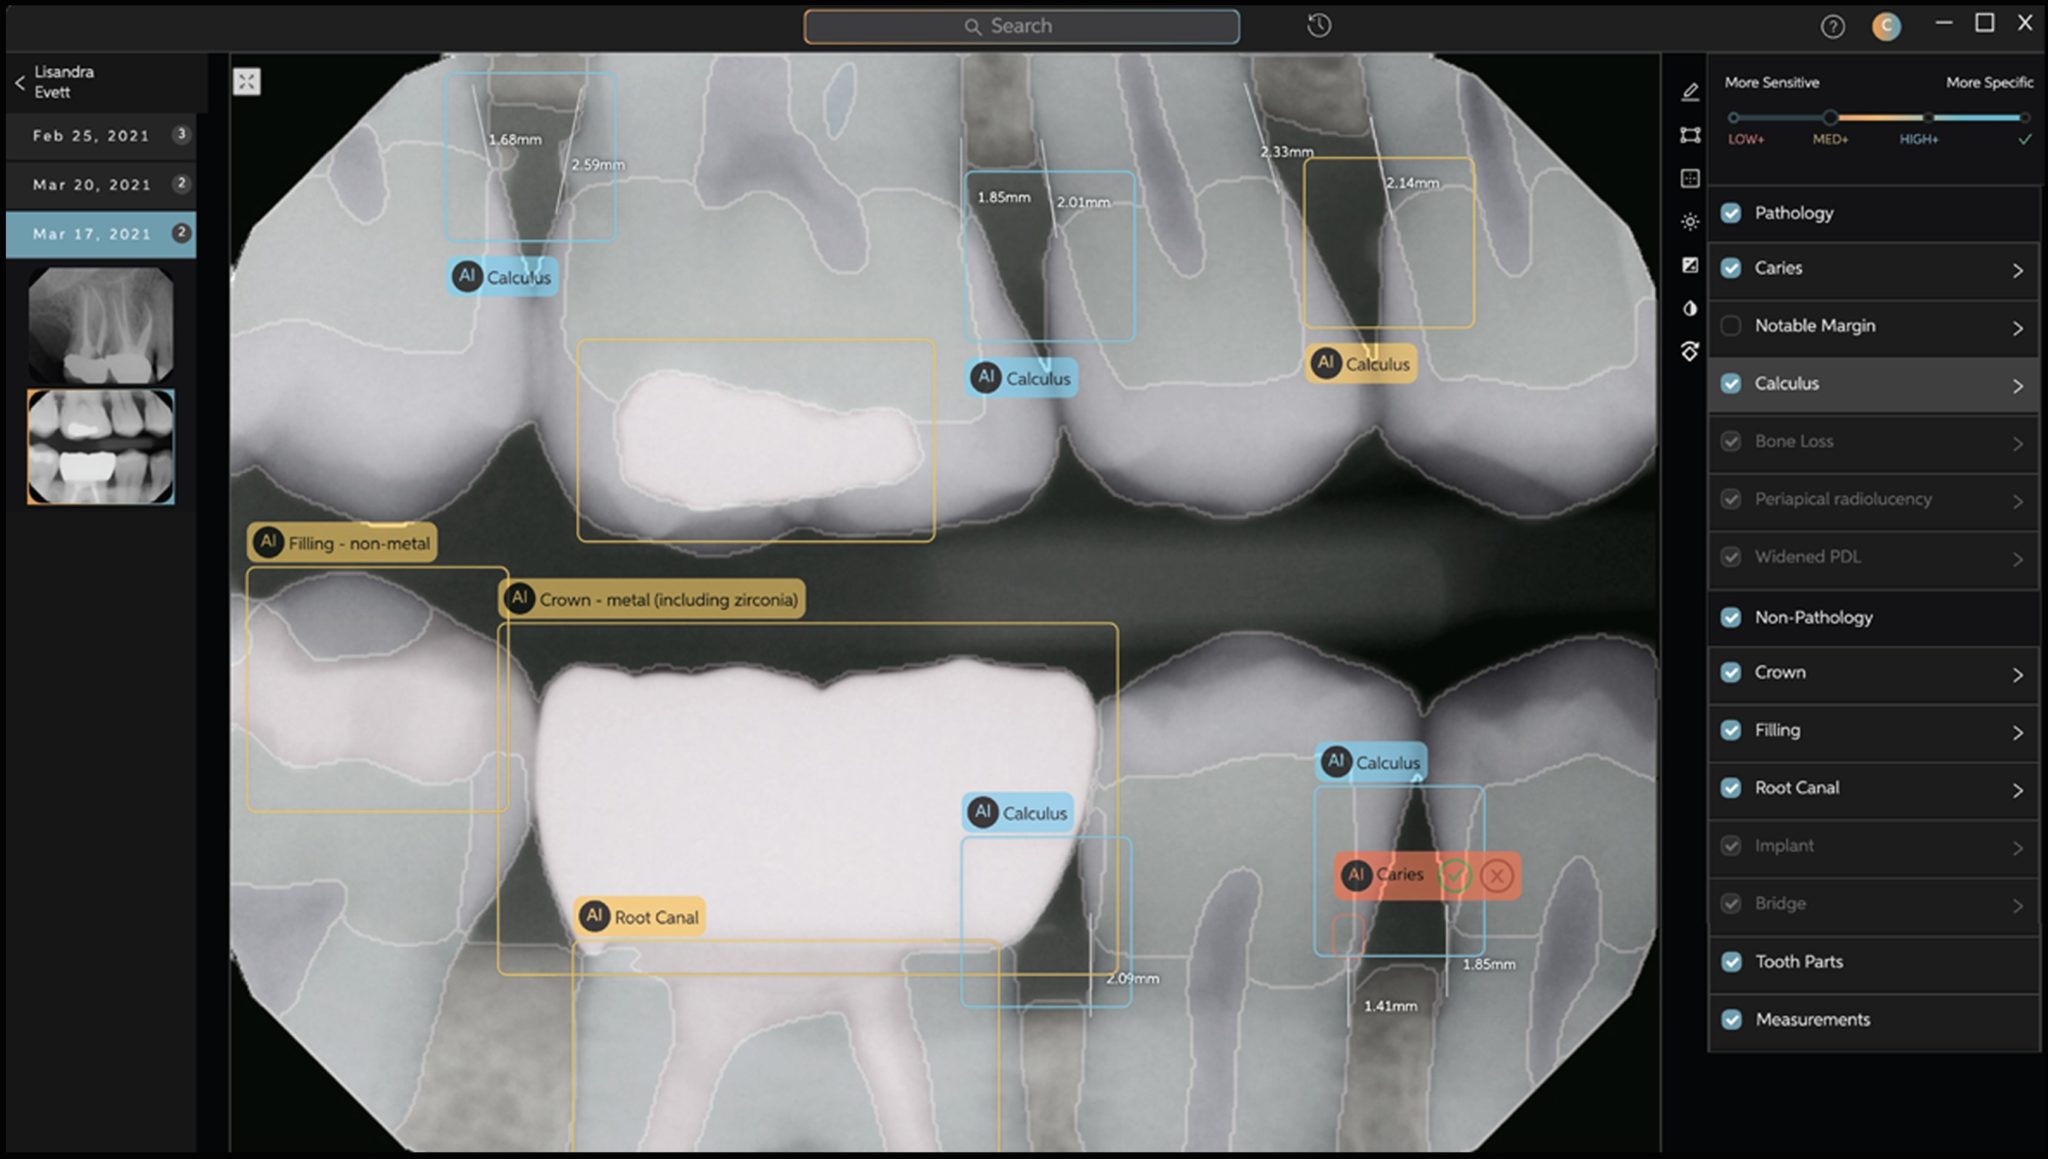 Search
?
C
Lisandra
Evett
Feb 25, 2021
3
Mar 20, 2021
2
Mar 17, 2021
2
1.68mm
2.59mm
AI Calculus
1.85mm
2.01mm
AI Calculus
2.33mm
2.14mm
AI Calculus
AI Filling - non-metal
AI Crown - metal (including zirconia)
AI Calculus
AI Calculus
AI Caries
AI Root Canal
2.09mm
1.85mm
1.41mm
More Sensitive
More Specific
LOW+
MED+
HIGH+
Pathology
Caries
Notable Margin
Calculus
Bone Loss
Periapical radiolucency
Widened PDL
Non-Pathology
Crown
Filling
Root Canal
Implant
Bridge
Tooth Parts
Measurements